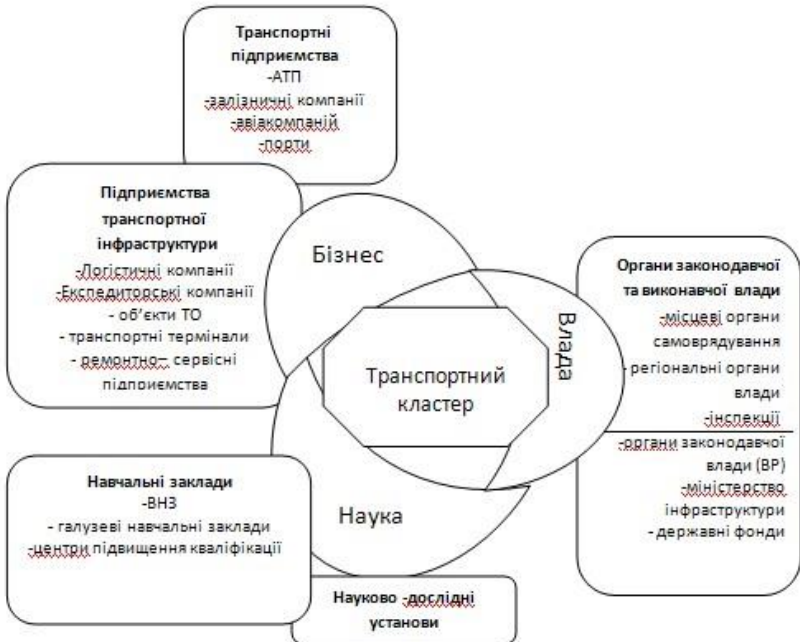 Транспортні
підприємства
-АТП
-залізничні компанії
-авіакомпаній
-порти
Підприємства
транспортної
інфраструктури
-Логістичні компанії
-Експедиторські компанії
- об’єкти ТО
- транспортні термінали
- ремонтно– сервісні
підприємства
Бізнес
Влада
Транспортний
кластер
Наука
Органи законодавчої
та виконавчої влади
-місцеві органи
самоврядування
- регіональні органи
влади
-інспекції
-органи законодавчої
влади (ВР)
-міністерство
інфраструктури
- державні фонди
Навчальні заклади
-ВНЗ
- галузеві навчальні заклади
-центри підвищення кваліфікації
Науково -дослідні
установи